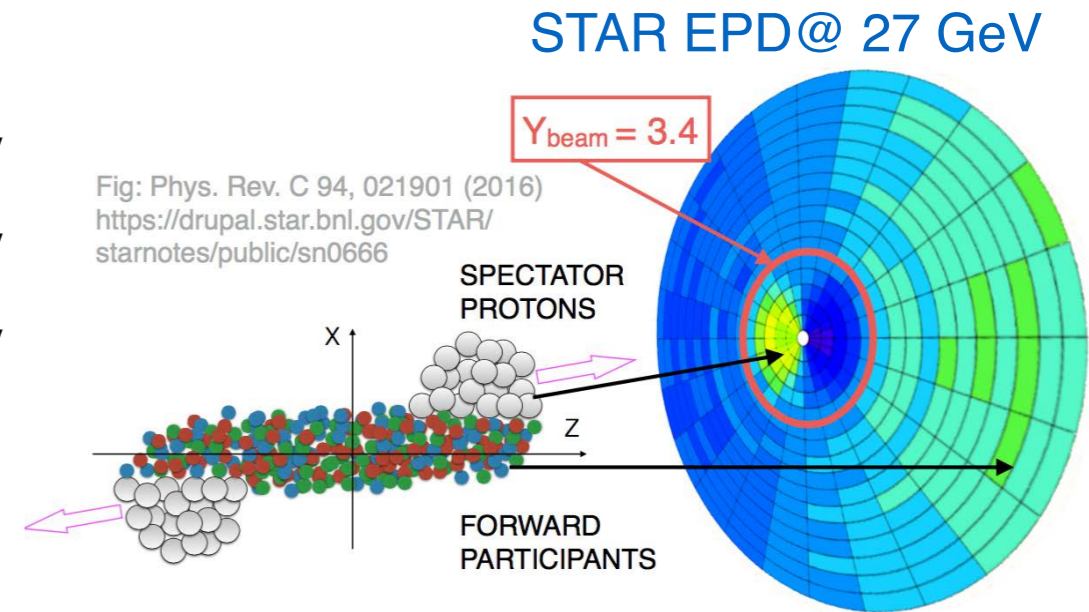 STAR EPD@ 27 GeV
Y beam = 3.4
Fig: Phys. Rev. C 94, 021901 (2016)
https://drupal.star.bnl.gov/STAR/
starnotes/public/sn0666
SPECTATOR
PROTONS
X
Z
FORWARD
PARTICIPANTS